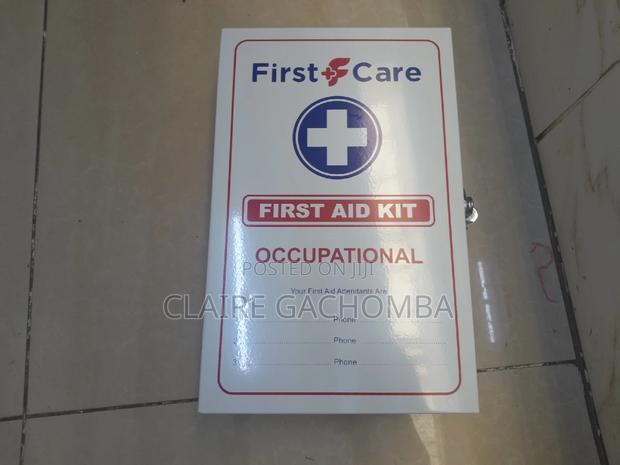 First Care
FIRST AID KIT
OCCUPATIONAL
POSTED ON JIJI
Your First Aid Attendants Are
CLAIRE GACHOMBA
Phone
Phone
3 Phone